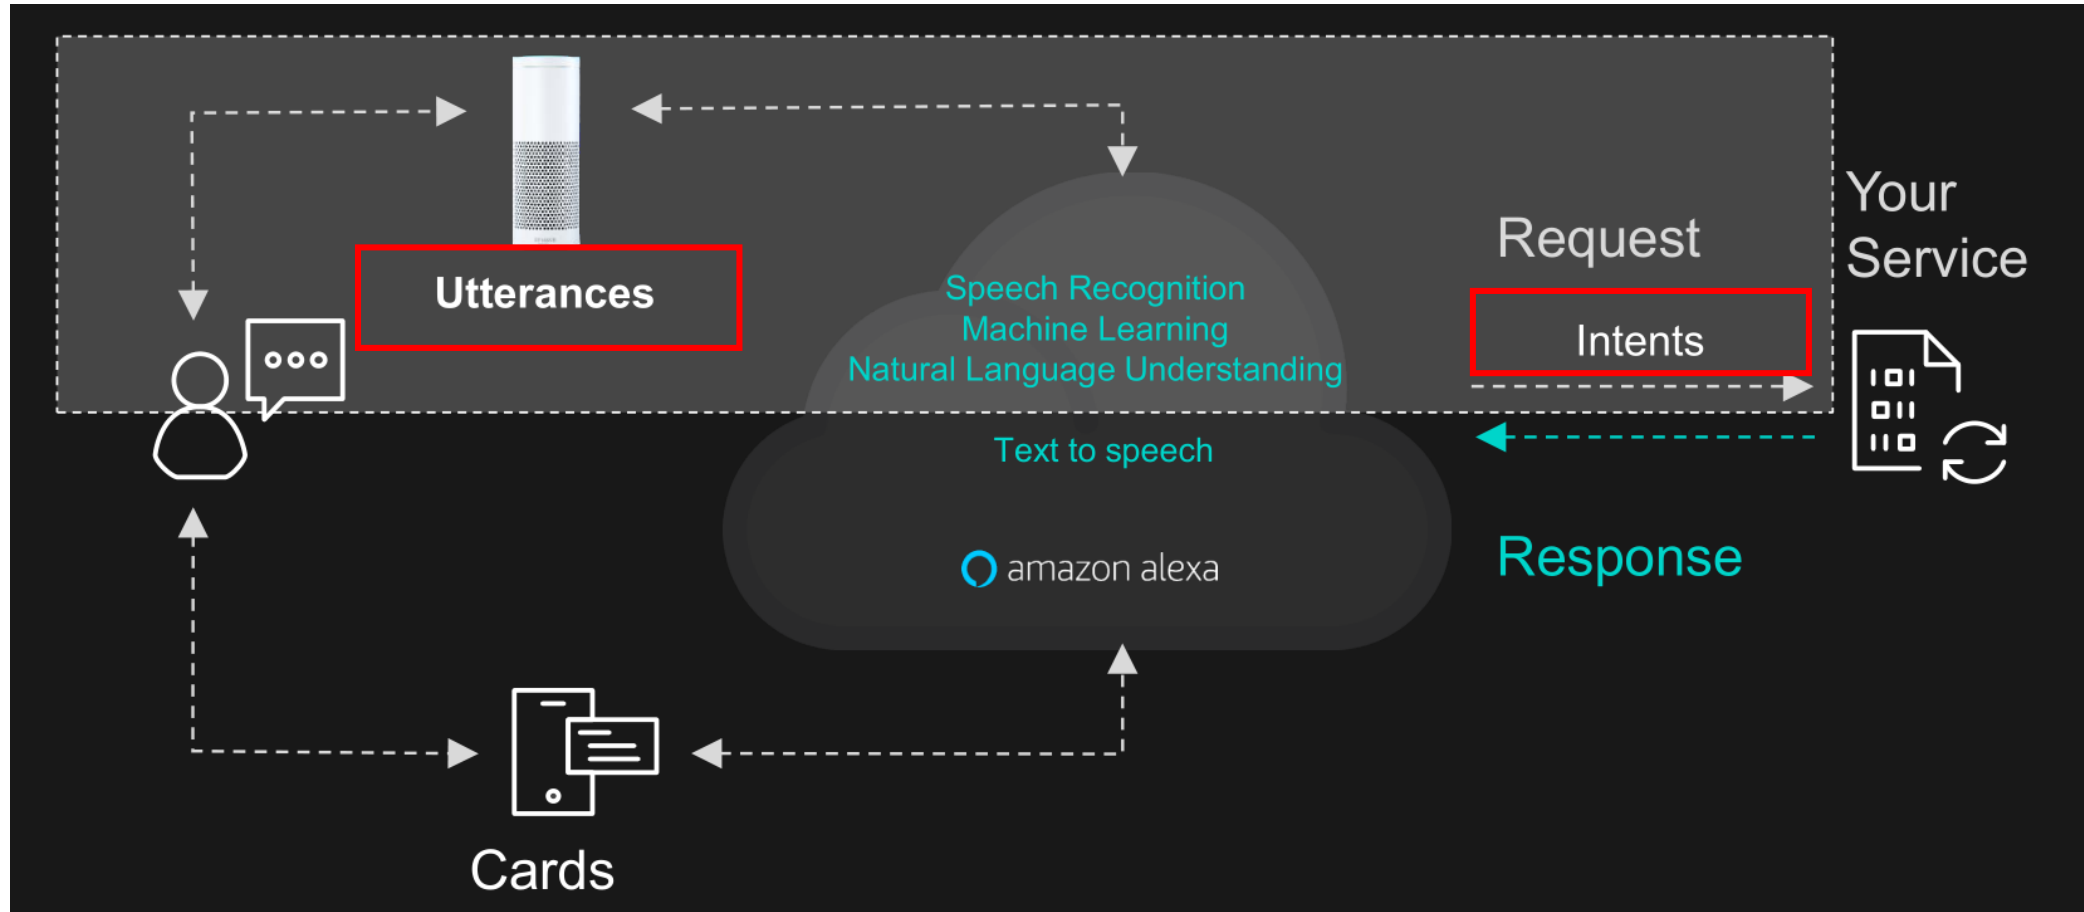 Utterances
Speech Recognition
Machine Learning
Natural Language Understanding
Text to speech
amazon alexa
Request
Intents
Your
Service
Response
Cards